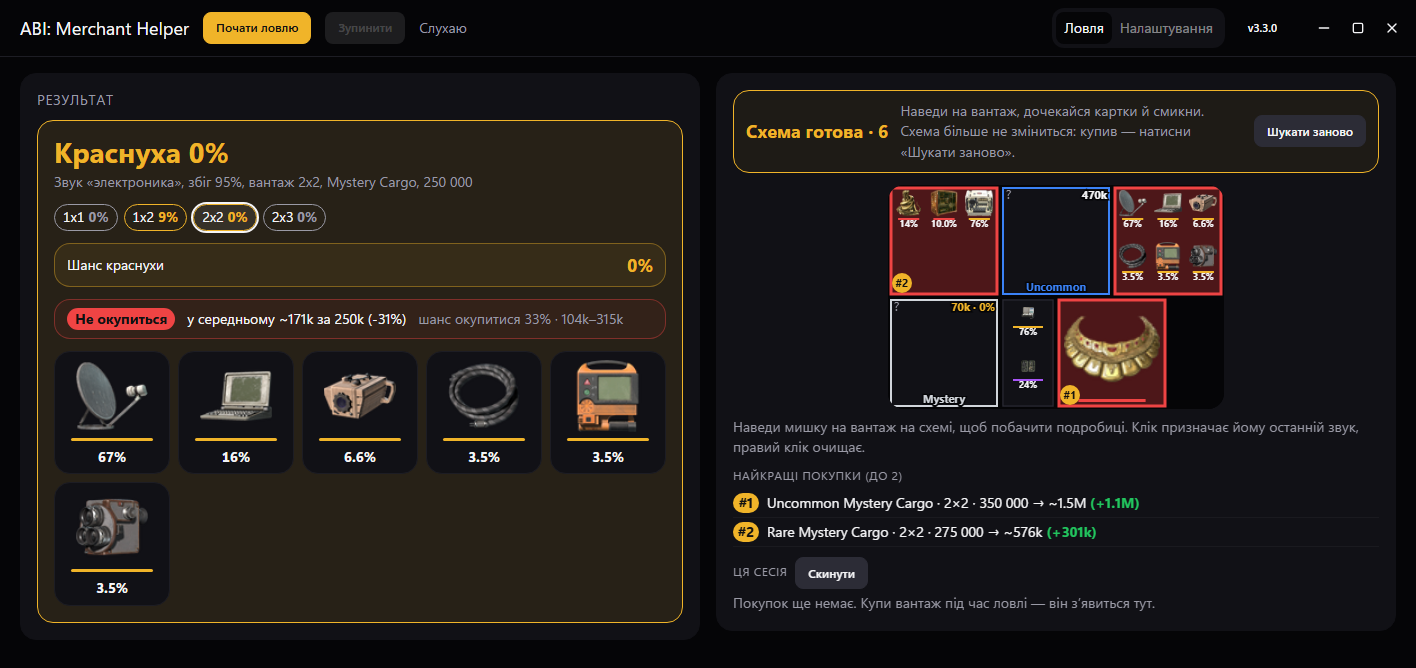 ABI: Merchant Helper
Почати ловлю
Зупинити
Слухаю
Ловля
Налаштування
v3.3.0
РЕЗУЛЬТАТ
Краснуха 0%
Звук «электроника», збіг 95%, вантаж 2x2, Mystery Cargo, 250 000
1x1 0%
1x2 9%
2x2 0%
2x3 0%
Шанс краснухи
0%
Не окупиться
у середньому ~171k за 250k (-31%)
шанс окупитися 33% · 104k–315k
67%
16%
6.6%
3.5%
3.5%
3.5%
Схема готова · 6
Наведи на вантаж, дочекайся картки й смикни.
Схема більше не зміниться: купив — натисни
«Шукати заново».
Шукати заново
14%
10.0%
76%
#2
?
470k
Uncommon
67%
16%
6.6%
3.5%
3.5%
3.5%
?
70k · 0%
Mystery
76%
24%
#1
Наведи мишку на вантаж на схемі, щоб побачити подробиці. Клік призначає йому останній звук,
правий клік очищає.
НАЙКРАЩІ ПОКУПКИ (ДО 2)
#1 Uncommon Mystery Cargo · 2×2 · 350 000 → ~1.5M (+1.1M)
#2 Rare Mystery Cargo · 2×2 · 275 000 → ~576k (+301k)
ЦЯ СЕСІЯ
Скинути
Покупок ще немає. Купи вантаж під час ловлі — він з’явиться тут.